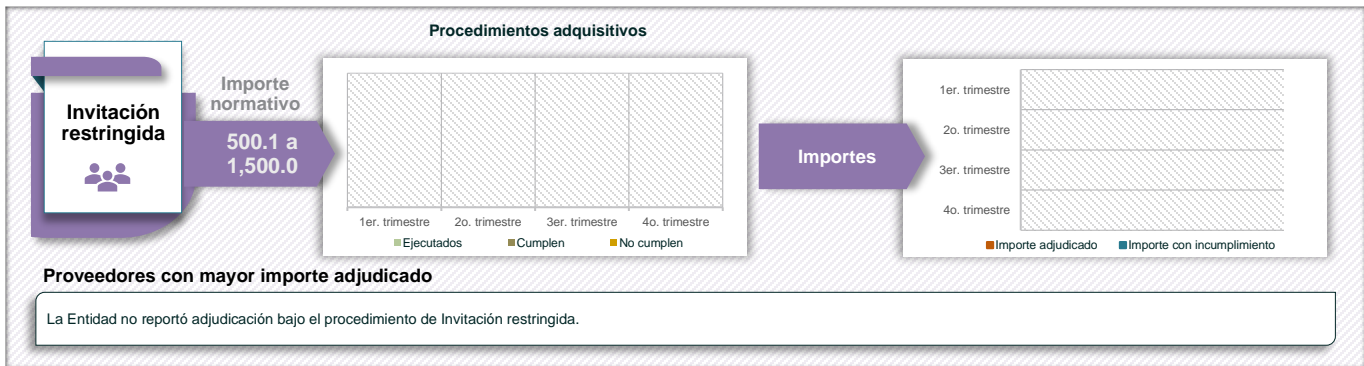 Procedimientos adquisitivos
Invitación
restringida
Importe
normativo
500.1 a
1,500.0
1er. trimestre 2o. trimestre 3er. trimestre 4o. trimestre
Ejecutados Cumplen No cumplen
Importes
1er. trimestre
2o. trimestre
3er. trimestre
4o. trimestre
Importe adjudicado Importe con incumplimiento
Proveedores con mayor importe adjudicado
La Entidad no reportó adjudicación bajo el procedimiento de Invitación restringida.